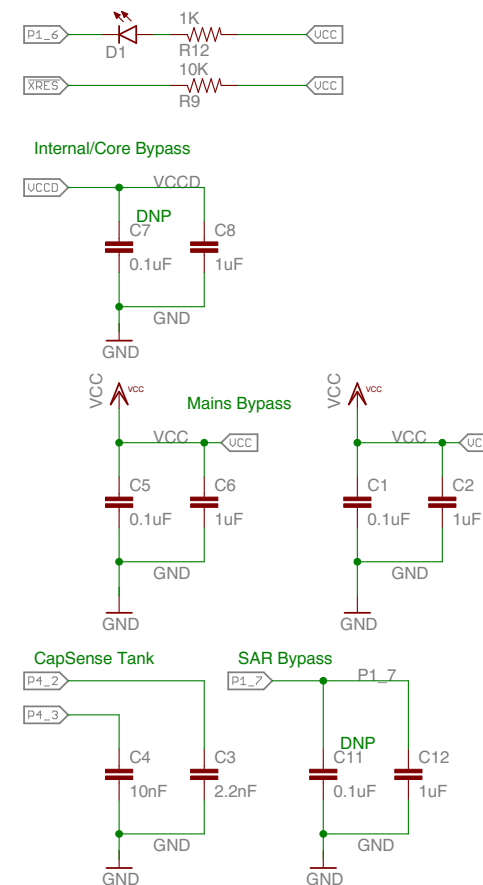 1K
P1_6
VCC
D1
R12
10K
XRES
VCC
R9
Internal/Core Bypass
VCCD
VCCD
DNP
C7
C8
0.1uF
1uF
GND
GND
VCC
VCC
VCC
VCC
Mains Bypass
VCC
VCC
VCC
VC
C5
C6
C1
C2
0.1uF
1uF
0.1uF
1uF
GND
GND
GND
GND
CapSense Tank
SAR Bypass
P4_2
P1_7
P1_7
P4_3
DNP
C4
C3
C11
C12
10nF
2.2nF
0.1uF
1uF
GND
GND
GND
GND